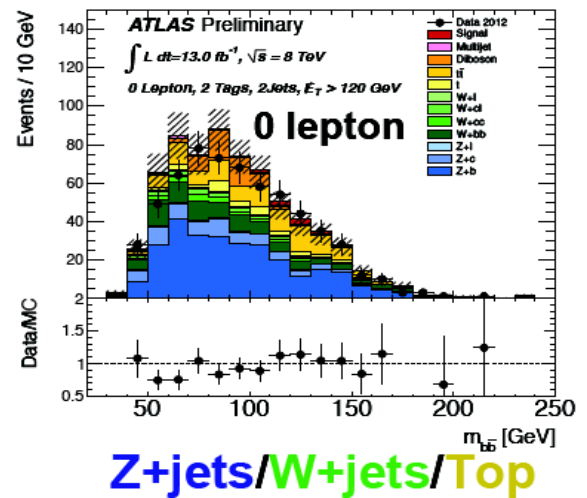 ATLAS Preliminary
∫ L dt=13.0 fb⁻¹, √s = 8 TeV
0 Lepton, 2 Tags, 2Jets, E̸_T > 120 GeV
0 lepton
Data 2012
Signal
Multijet
Diboson
tt̄
t
W+l
W+cl
W+cc
W+bb
Z+l
Z+c
Z+b
Events / 10 GeV
140
120
100
80
60
40
20
2
1.5
1
0.5
Data/MC
50
100
150
200
250
m_bb̄ [GeV]
Z+jets/W+jets/Top